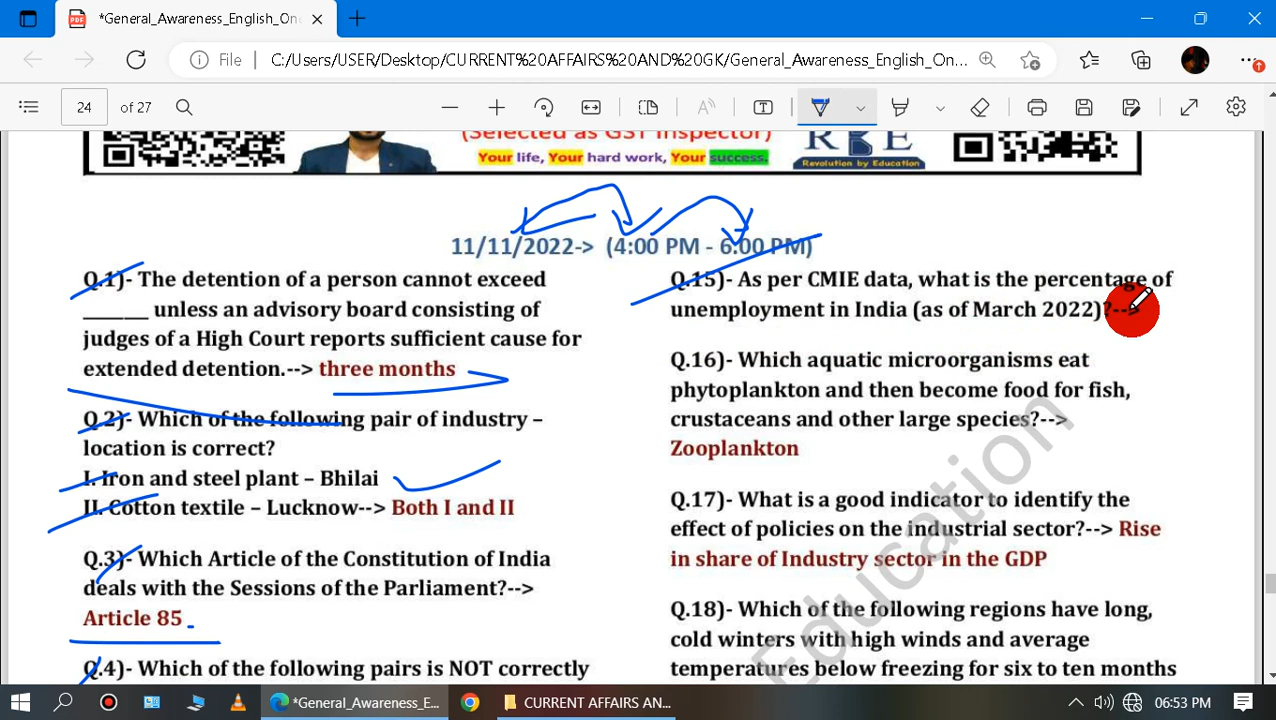 *General_Awareness_English_On
File
C:/Users/USER/Desktop/CURRENT%20AFFAIRS%20AND%20GK/General_Awareness_English_On...
24 of 27
(Selected as GST Inspector)
Your life, Your hard work, Your success.
RBE
Revolution by Education
11/11/2022-> (4:00 PM - 6:00 PM)
Q.1)- The detention of a person cannot exceed
_______ unless an advisory board consisting of
judges of a High Court reports sufficient cause for
extended detention.--> three months
Q.2)- Which of the following pair of industry –
location is correct?
I. Iron and steel plant – Bhilai
II. Cotton textile – Lucknow--> Both I and II
Q.3)- Which Article of the Constitution of India
deals with the Sessions of the Parliament?-->
Article 85
Q.4)- Which of the following pairs is NOT correctly
Q.15)- As per CMIE data, what is the percentage of
unemployment in India (as of March 2022)?-->
Q.16)- Which aquatic microorganisms eat
phytoplankton and then become food for fish,
crustaceans and other large species?-->
Zooplankton
Q.17)- What is a good indicator to identify the
effect of policies on the industrial sector?--> Rise
in share of Industry sector in the GDP
Q.18)- Which of the following regions have long,
cold winters with high winds and average
temperatures below freezing for six to ten months
Education
*General_Awareness_E...
CURRENT AFFAIRS AN...
06:53 PM